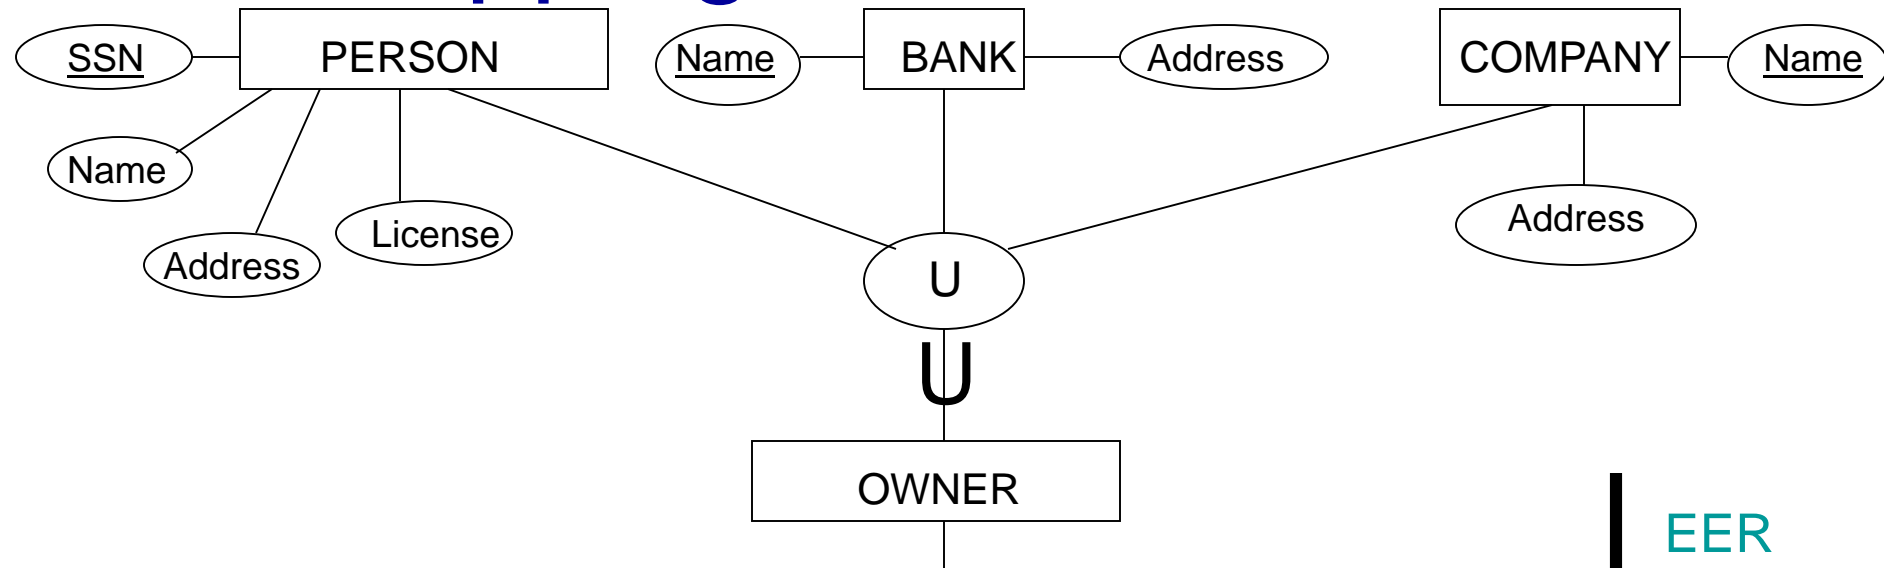 SSN
PERSON
Name
BANK
Address
COMPANY
Name
Name
License
Address
Address
U
U
OWNER
EER